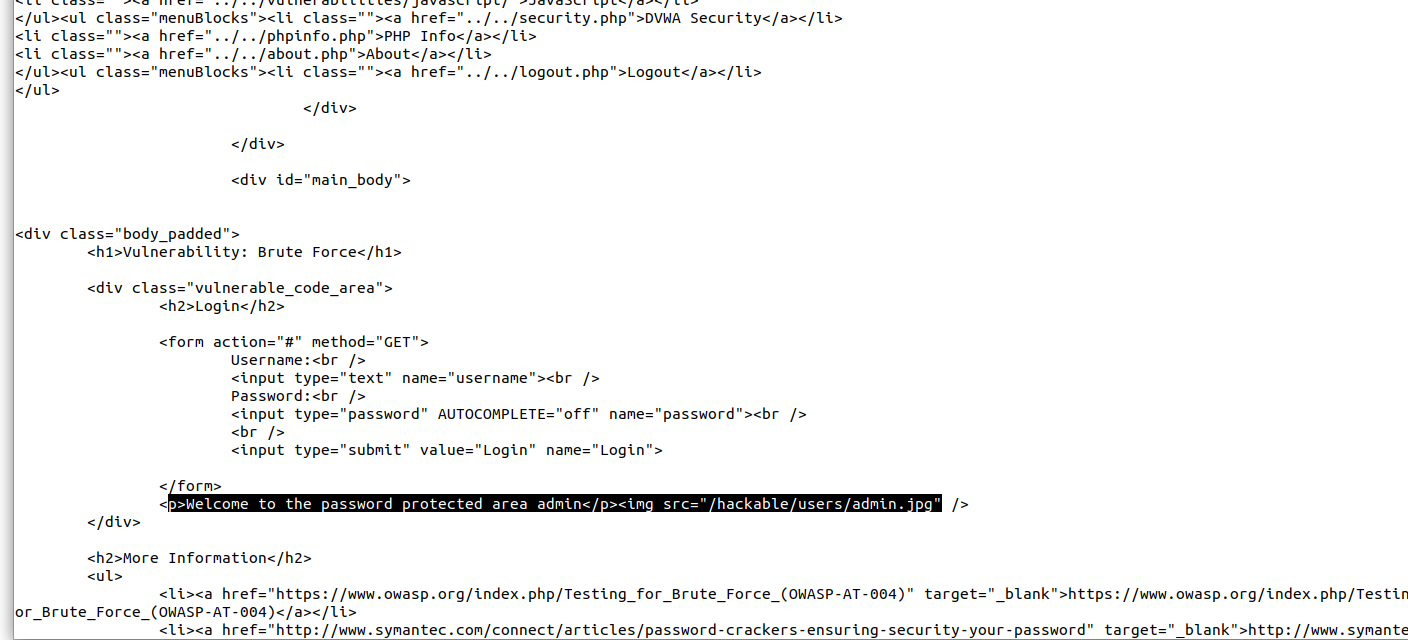 <li class=""><a href="../../vulnerabilities/javascript/">JavaScript</a></li>
</ul><ul class="menuBlocks"><li class=""><a href="../../security.php">DVWA Security</a></li>
<li class=""><a href="../../phpinfo.php">PHP Info</a></li>
<li class=""><a href="../../about.php">About</a></li>
</ul><ul class="menuBlocks"><li class=""><a href="../../logout.php">Logout</a></li>
</ul>
</div>
</div>
<div id="main_body">
<div class="body_padded">
<h1>Vulnerability: Brute Force</h1>
<div class="vulnerable_code_area">
<h2>Login</h2>
<form action="#" method="GET">
Username:<br />
<input type="text" name="username"><br />
Password:<br />
<input type="password" AUTOCOMPLETE="off" name="password"><br />
<br />
<input type="submit" value="Login" name="Login">
</form>
<p>Welcome to the password protected area admin</p><img src="/hackable/users/admin.jpg" />
</div>
<h2>More Information</h2>
<ul>
<li><a href="https://www.owasp.org/index.php/Testing_for_Brute_Force_(OWASP-AT-004)" target="_blank">https://www.owasp.org/index.php/Testin
or_Brute_Force_(OWASP-AT-004)</a></li>
<li><a href="http://www.symantec.com/connect/articles/password-crackers-ensuring-security-your-password" target="_blank">http://www.symante